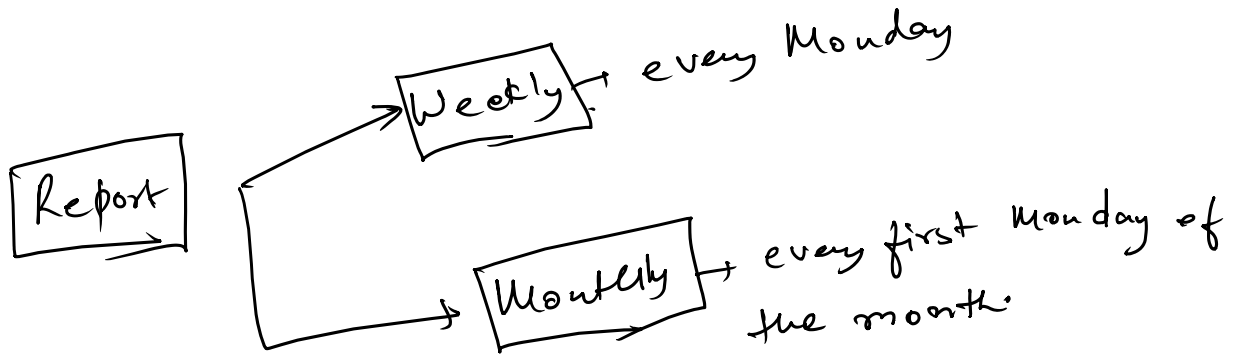 Report
Weekly
every Monday
Monthly
every first Monday of
the month.